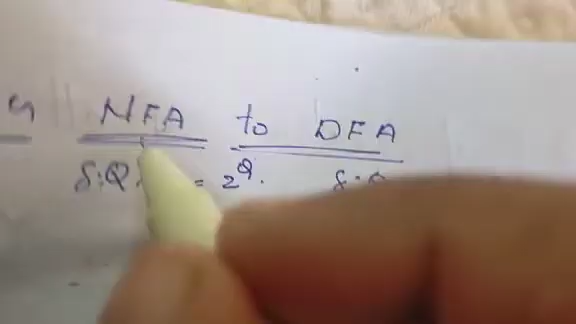 NFA to DFA
δ:Q = 2^Q. δ: